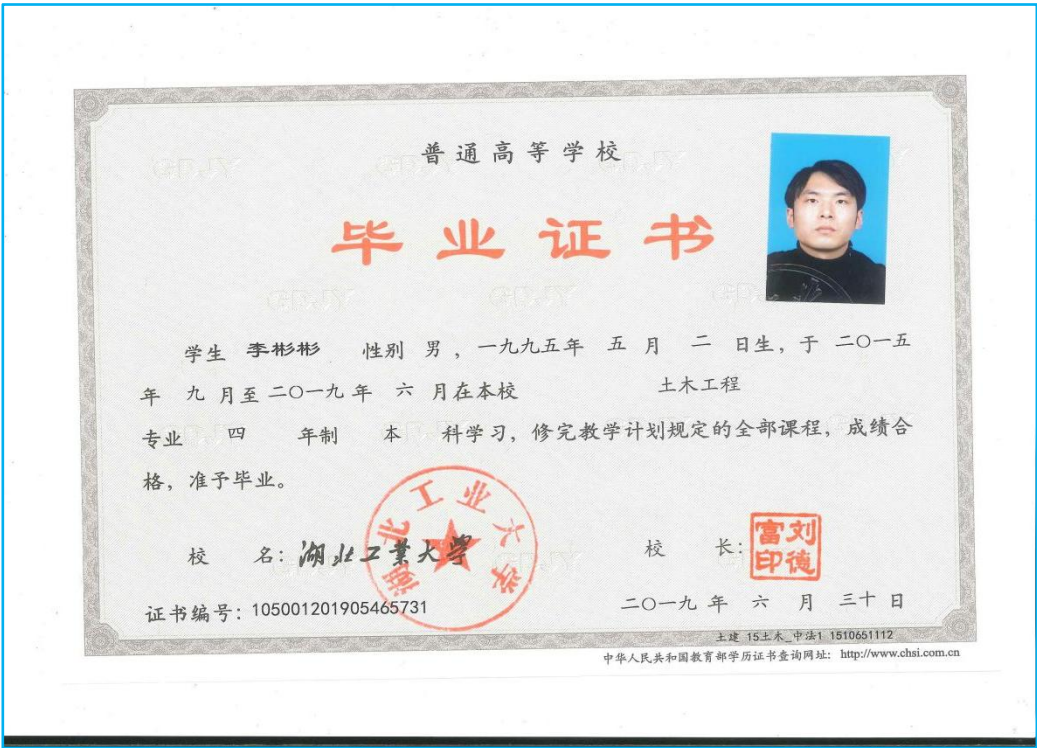 普通高等学校
毕业证书
学生 李彬彬 性别 男，一九九五年 五 月 二 日生，于 二〇一五
年 九 月至二〇一九年 六 月在本校 土木工程
专业 四 年制 本 科学习，修完教学计划规定的全部课程，成绩合
格，准予毕业。
湖北工业大学
校 名：湖北工業大學
校 长：刘德富印
证书编号：105001201905465731
二〇一九 年 六 月 三十 日
土建 15土木_中法1 1510651112
中华人民共和国教育部学历证书查询网址：http://www.chsi.com.cn